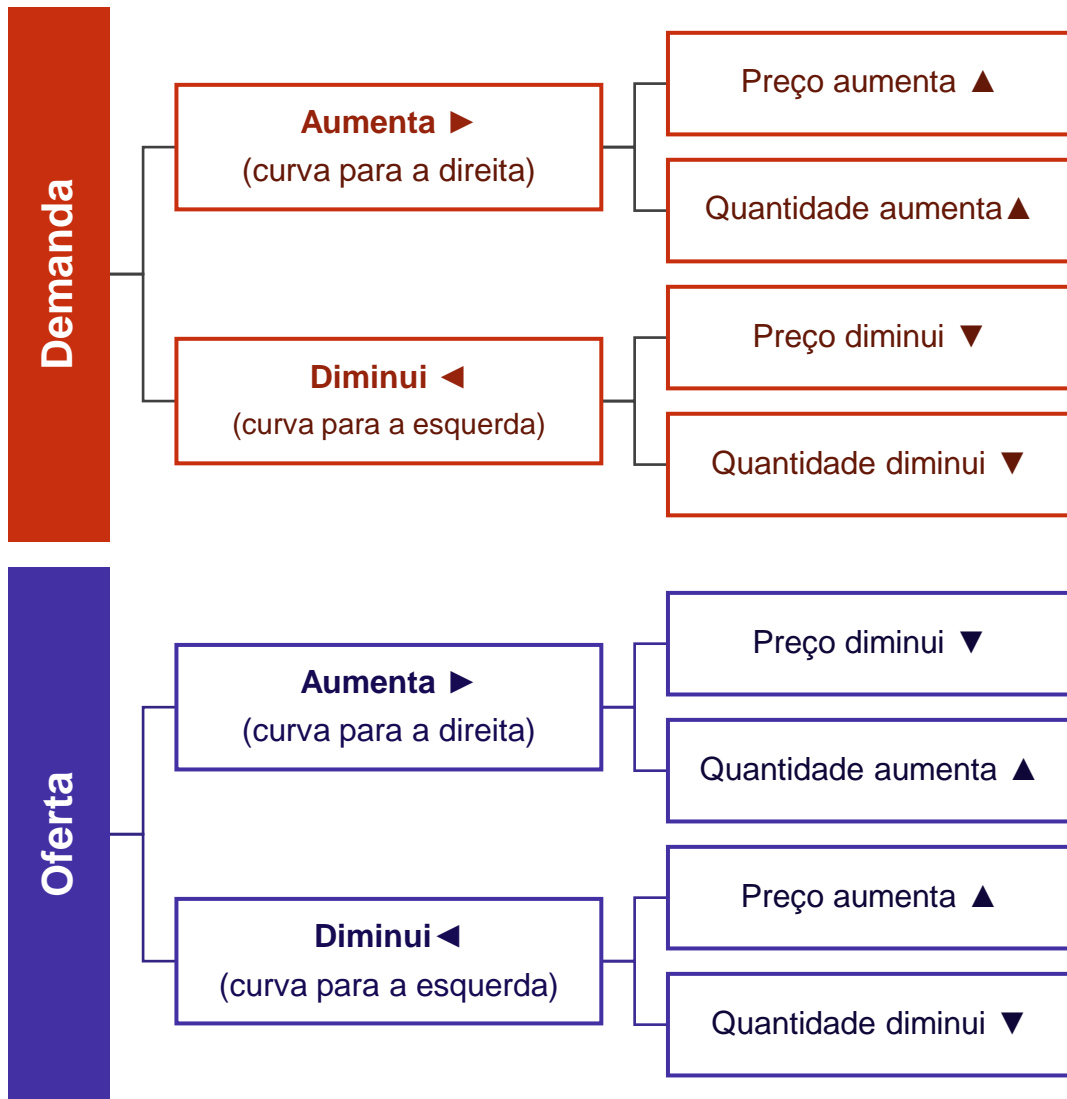 Demanda
Aumenta ►
(curva para a direita)
Preço aumenta ▲
Quantidade aumenta▲
Diminui ◄
(curva para a esquerda)
Preço diminui ▼
Quantidade diminui ▼
Oferta
Aumenta ►
(curva para a direita)
Preço diminui ▼
Quantidade aumenta ▲
Diminui◄
(curva para a esquerda)
Preço aumenta ▲
Quantidade diminui ▼